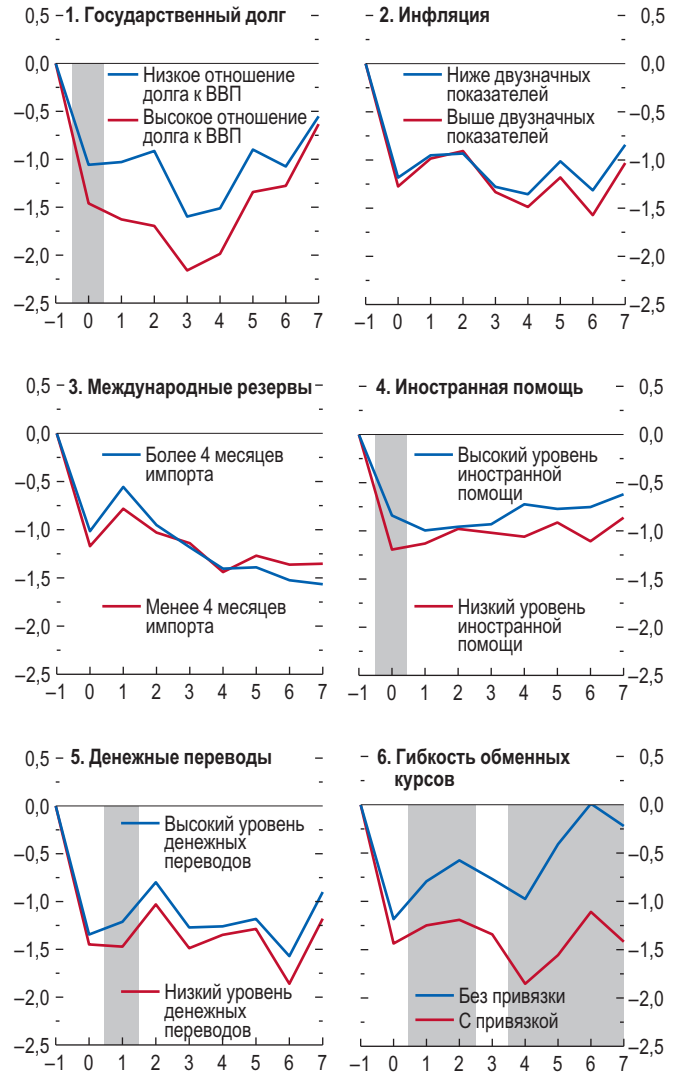 1. Государственный долг
0,5
0,0
–0,5
–1,0
–1,5
–2,0
–2,5
Низкое отношение
долга к ВВП
Высокое отношение
долга к ВВП
–1 0 1 2 3 4 5 6 7
2. Инфляция
0,5
0,0
–0,5
–1,0
–1,5
–2,0
–2,5
Ниже двузначных
показателей
Выше двузначных
показателей
–1 0 1 2 3 4 5 6 7
3. Международные резервы
0,5
0,0
–0,5
–1,0
–1,5
–2,0
–2,5
Более 4 месяцев
импорта
Менее 4 месяцев
импорта
–1 0 1 2 3 4 5 6 7
4. Иностранная помощь
0,5
0,0
–0,5
–1,0
–1,5
–2,0
–2,5
Высокий уровень
иностранной
помощи
Низкий уровень
иностранной
помощи
–1 0 1 2 3 4 5 6 7
5. Денежные переводы
0,5
0,0
–0,5
–1,0
–1,5
–2,0
–2,5
Высокий уровень
денежных
переводов
Низкий уровень
денежных
переводов
–1 0 1 2 3 4 5 6 7
6. Гибкость обменных
курсов
0,5
0,0
–0,5
–1,0
–1,5
–2,0
–2,5
Без привязки
С привязкой
–1 0 1 2 3 4 5 6 7